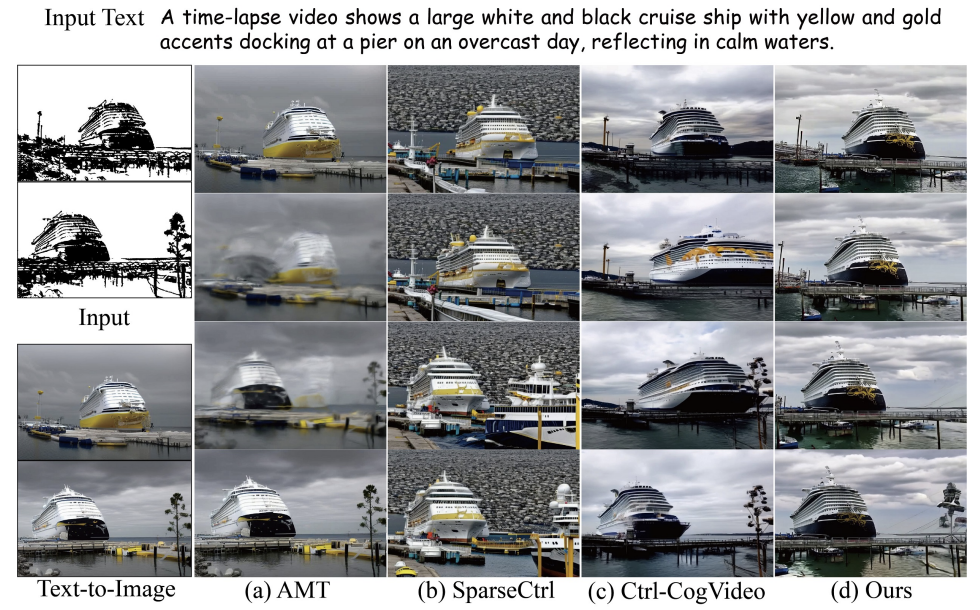 Input Text A time-lapse video shows a large white and black cruise ship with yellow and gold
accents docking at a pier on an overcast day, reflecting in calm waters.
Input
Text-to-Image (a) AMT (b) SparseCtrl (c) Ctrl-CogVideo (d) Ours